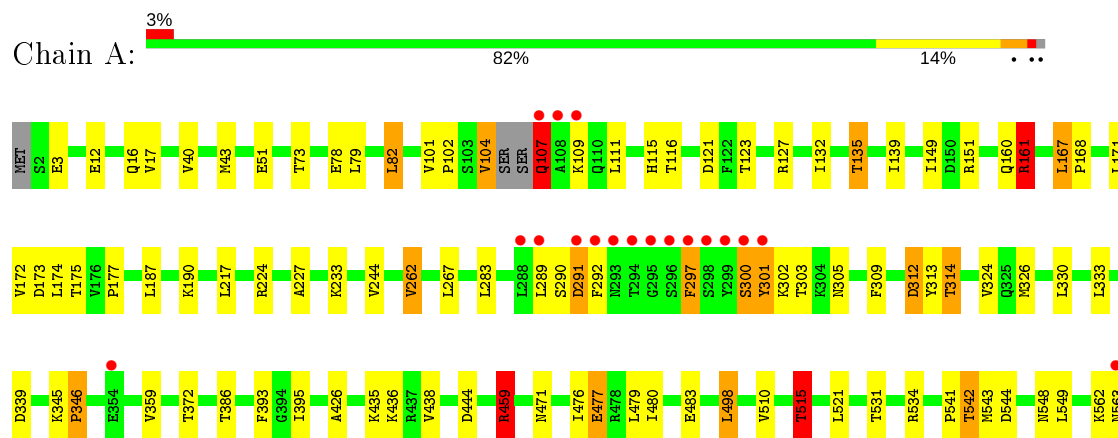 3%
Chain A:
82% 14% . ..
MET S2 E3 E12 Q16 V17 V40 M43 E51 T73 E78 L79 L82 V101 P102 S103 V104 SER SER Q107 A108 K109 Q110 L111 H115 T116 D121 F122 T123 R127 I132 T135 I139 I149 D150 R151 Q160 R161 L167 P168 L171
V172 D173 L174 T175 V176 P177 L187 K190 L217 R224 A227 K233 V244 V262 L267 L283 L288 L289 S290 D291 F292 N293 T294 G295 S296 F297 S298 Y299 S300 Y301 K302 T303 K304 N305 F309 D312 Y313 T314 V324 Q325 M326 L330 L333
D339 K345 P346 E354 V359 T372 T386 F393 G394 I395 A426 K435 K436 R437 V438 D444 R459 N471 I476 E477 R478 L479 I480 E483 L498 V510 T515 L521 T531 R534 P541 T542 M543 D544 N548 L549 K562